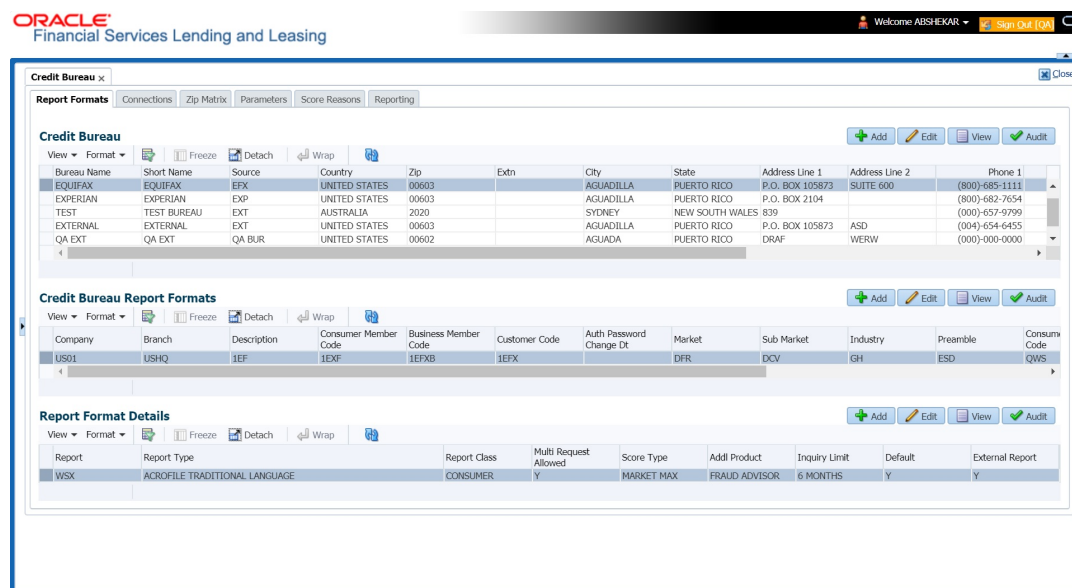 ORACLE®
Financial Services Lending and Leasing
Welcome ABSHEKAR
Sign Out [QA]
Credit Bureau x
Close
Report Formats Connections Zip Matrix Parameters Score Reasons Reporting
Credit Bureau
Add Edit View Audit
View Format Freeze Detach Wrap
Bureau Name Short Name Source Country Zip Extn City State Address Line 1 Address Line 2 Phone 1
EQUIFAX EQUIFAX EFX UNITED STATES 00603 AGUADILLA PUERTO RICO P.O. BOX 105873 SUITE 600 (800)-685-1111
EXPERIAN EXPERIAN EXP UNITED STATES 00603 AGUADILLA PUERTO RICO P.O. BOX 2104 (800)-682-7654
TEST TEST BUREAU EXT AUSTRALIA 2020 SYDNEY NEW SOUTH WALES 839 (000)-657-9799
EXTERNAL EXTERNAL EXT UNITED STATES 00603 AGUADILLA PUERTO RICO P.O. BOX 105873 ASD (004)-654-6455
QA EXT QA EXT QA BUR UNITED STATES 00602 AGUADA PUERTO RICO DRAF WERW (000)-000-0000
Credit Bureau Report Formats
Add Edit View Audit
View Format Freeze Detach Wrap
Company Branch Description Consumer Member Code Business Member Code Customer Code Auth Password Change Dt Market Sub Market Industry Preamble Consume Code
US01 USHQ 1EF 1EXF 1EFXB 1EFX DFR DCV GH ESD QWS
Report Format Details
Add Edit View Audit
View Format Freeze Detach Wrap
Report Report Type Report Class Multi Request Allowed Score Type Addl Product Inquiry Limit Default External Report
WSX ACROFILE TRADITIONAL LANGUAGE CONSUMER Y MARKET MAX FRAUD ADVISOR 6 MONTHS Y Y